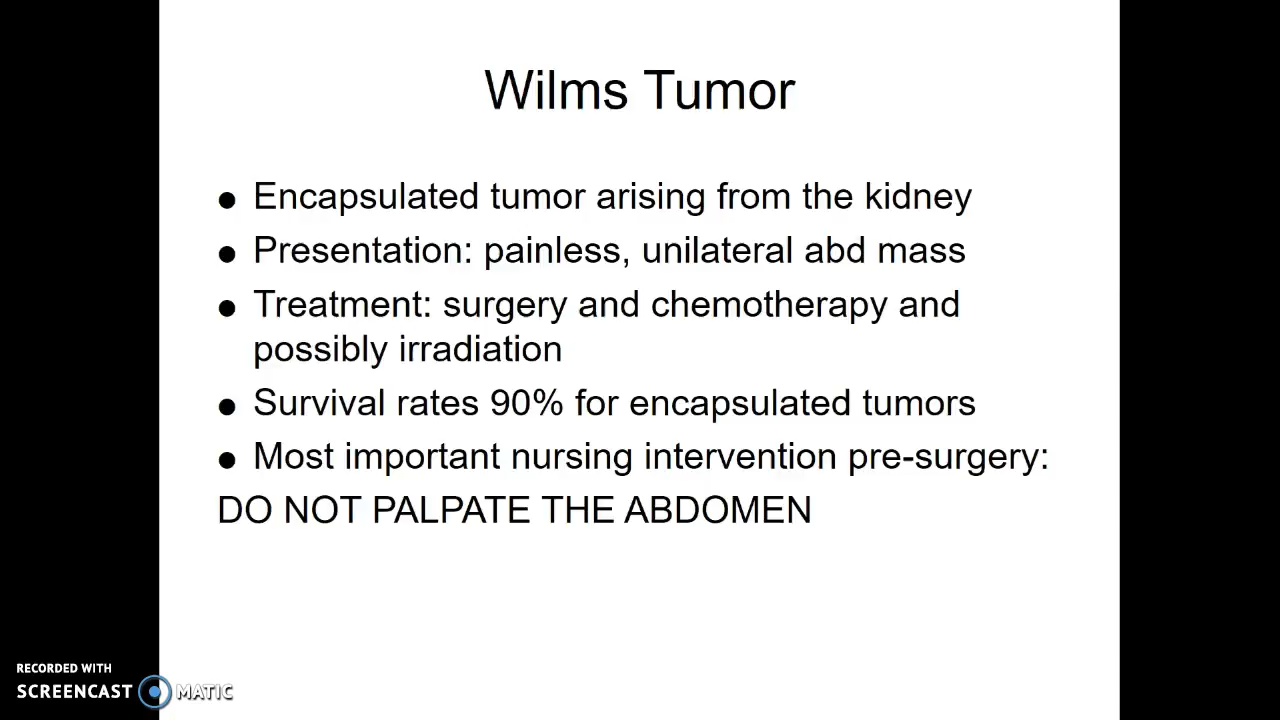 Wilms Tumor
● Encapsulated tumor arising from the kidney
● Presentation: painless, unilateral abd mass
● Treatment: surgery and chemotherapy and
possibly irradiation
● Survival rates 90% for encapsulated tumors
● Most important nursing intervention pre-surgery:
DO NOT PALPATE THE ABDOMEN
RECORDED WITH
SCREENCAST MATIC